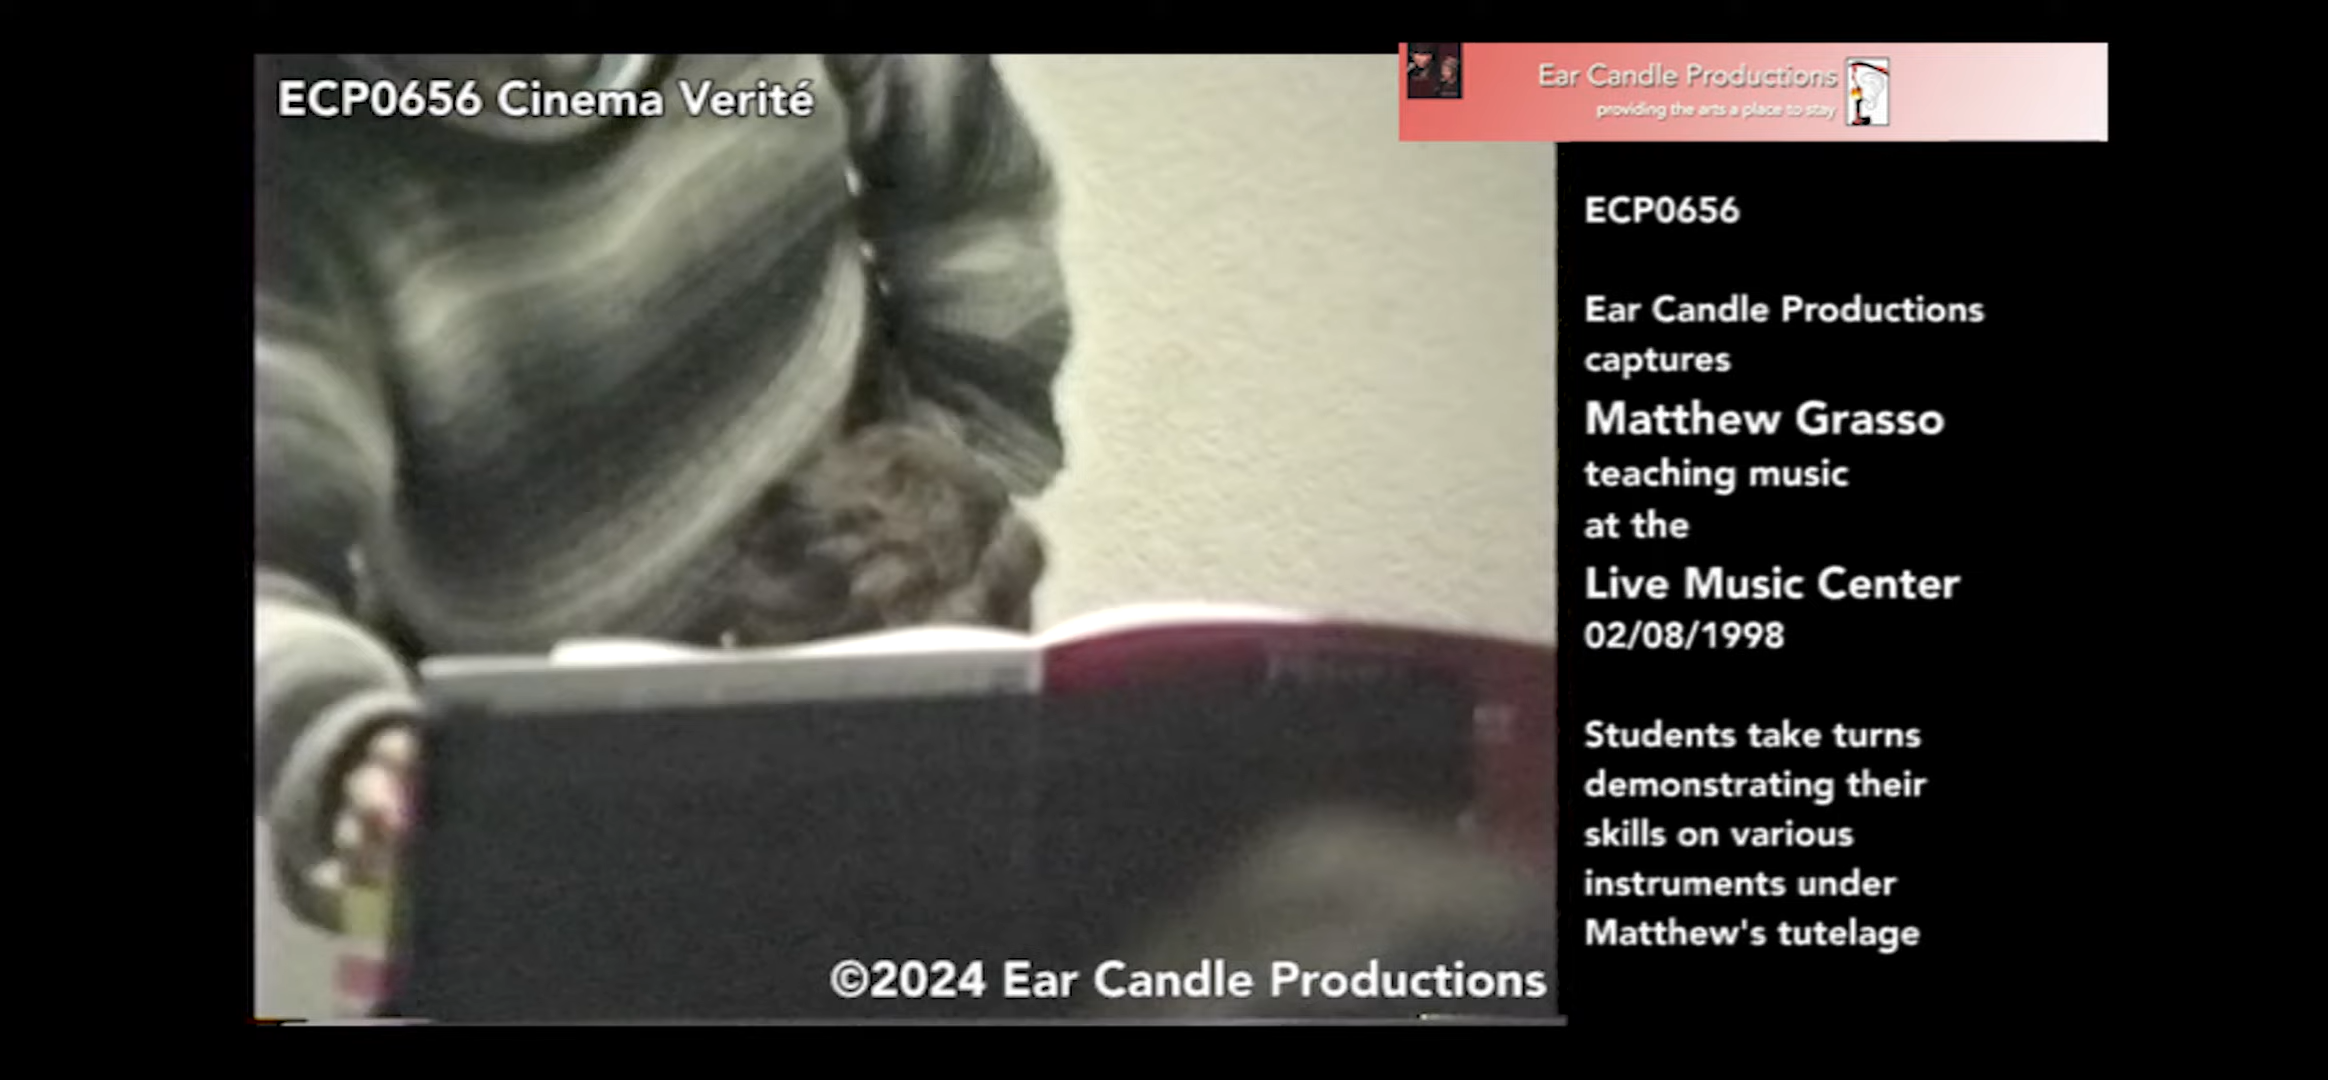 ECP0656 Cinema Verité
Ear Candle Productions
providing the arts a place to stay
ECP0656
Ear Candle Productions
captures
Matthew Grasso
teaching music
at the
Live Music Center
02/08/1998
Students take turns
demonstrating their
skills on various
instruments under
Matthew's tutelage
©2024 Ear Candle Productions